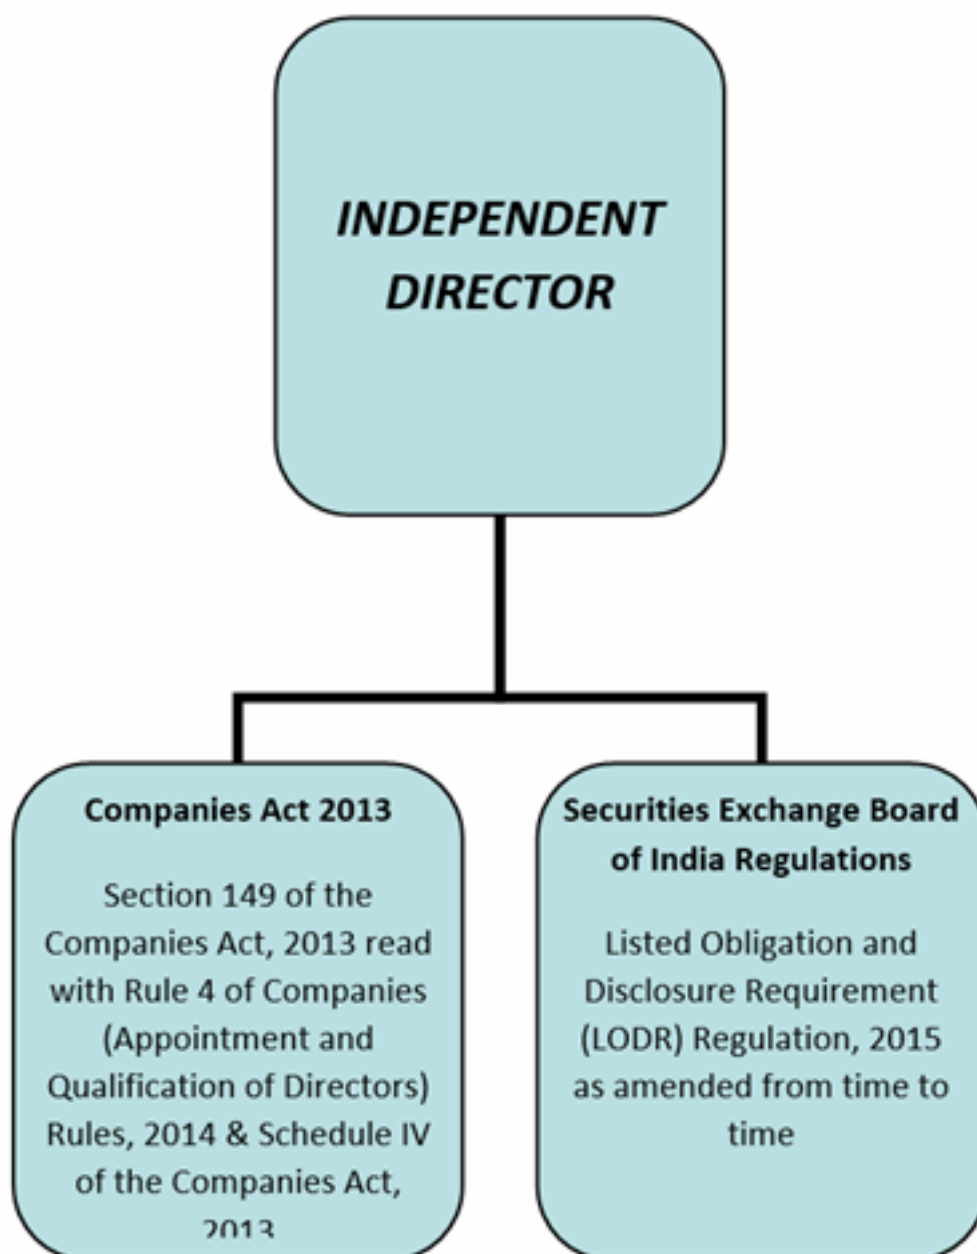 INDEPENDENT
DIRECTOR
Companies Act 2013
Section 149 of the
Companies Act, 2013 read
with Rule 4 of Companies
(Appointment and
Qualification of Directors)
Rules, 2014 & Schedule IV
of the Companies Act,
2013
Securities Exchange Board
of India Regulations
Listed Obligation and
Disclosure Requirement
(LODR) Regulation, 2015
as amended from time to
time